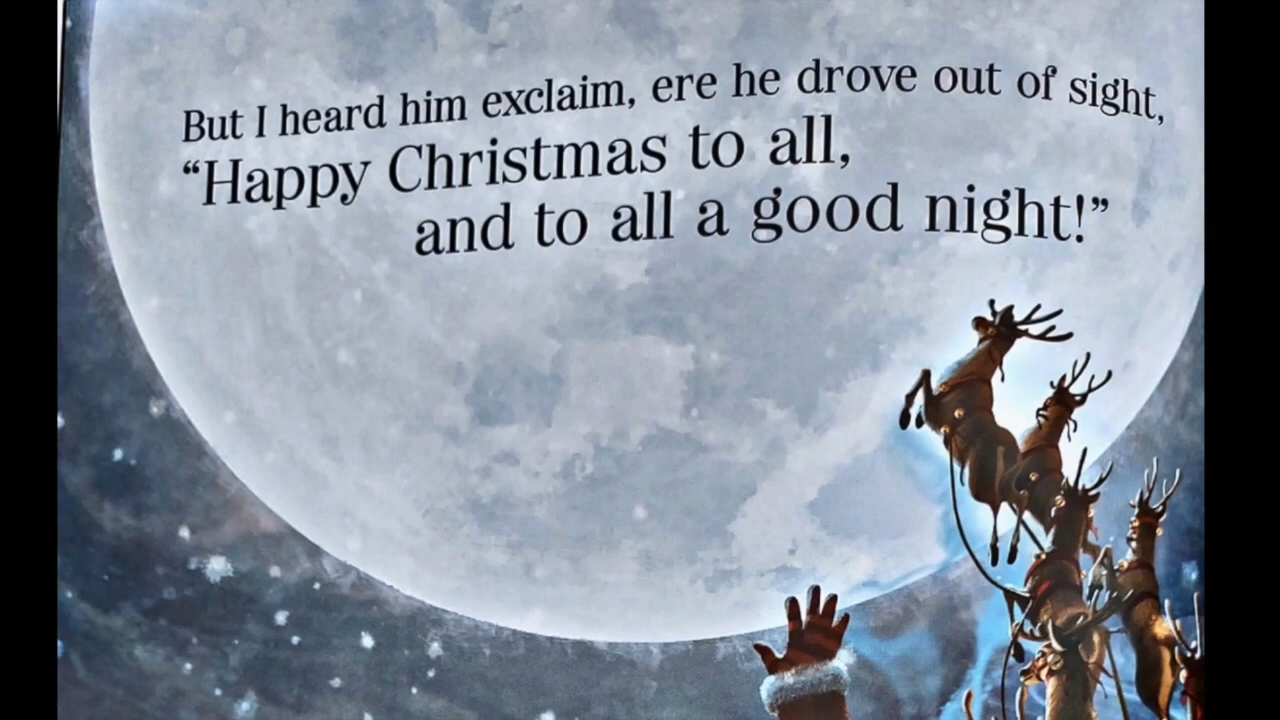 But I heard him exclaim, ere he drove out of sight,
“Happy Christmas to all,
and to all a good night!”